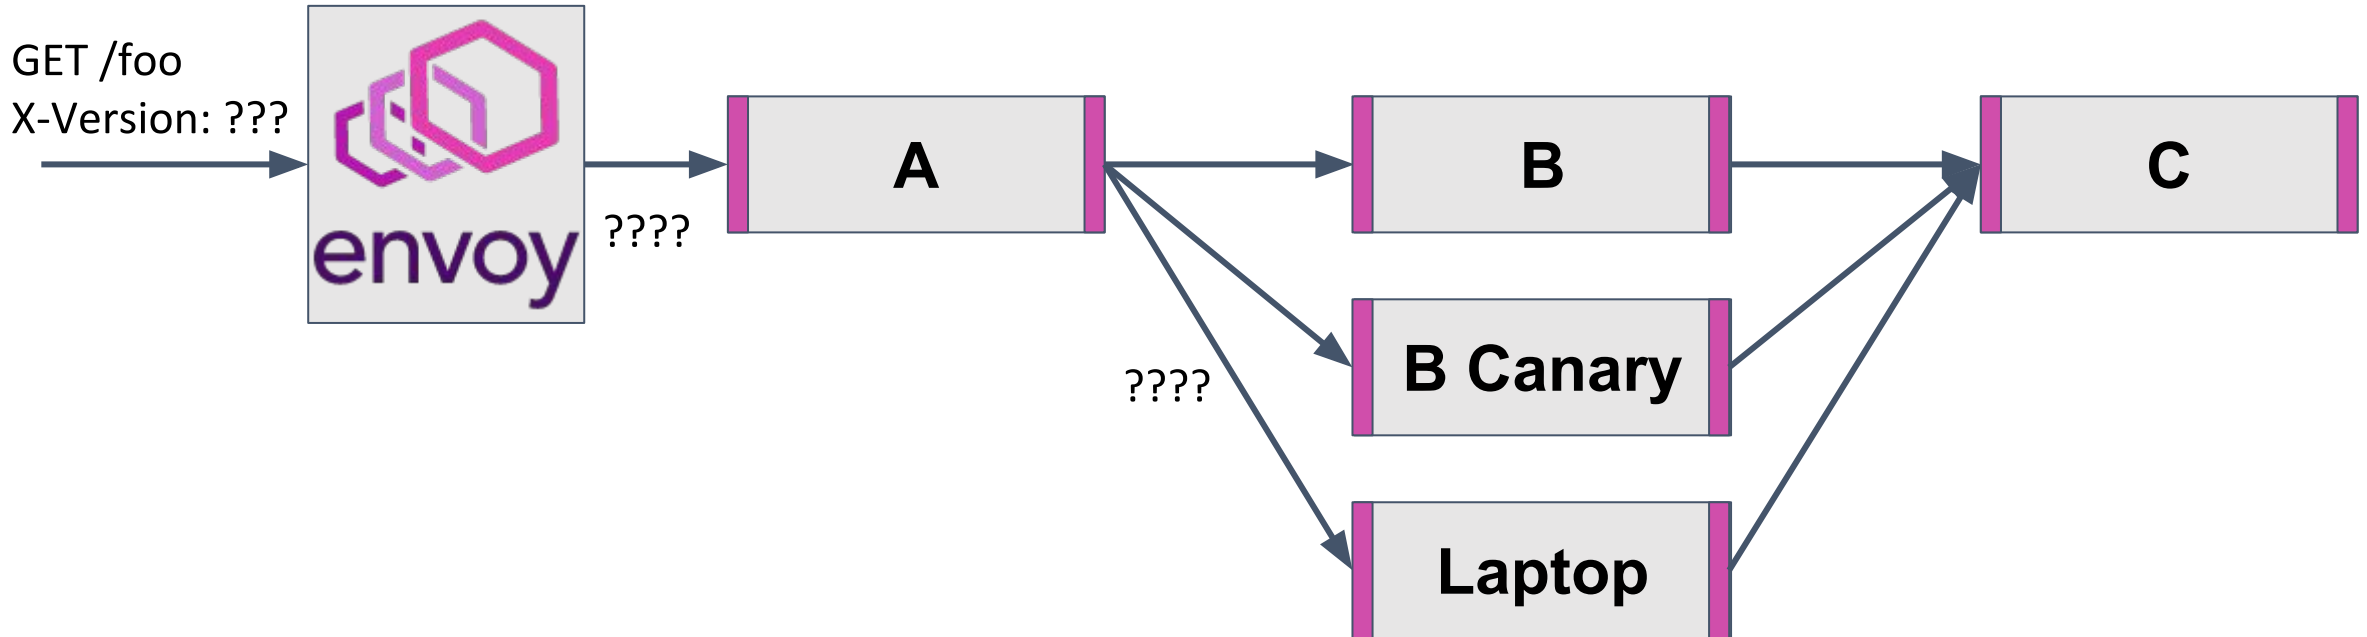 GET /foo
X-Version: ???
envoy
????
A
B
C
B Canary
????
Laptop